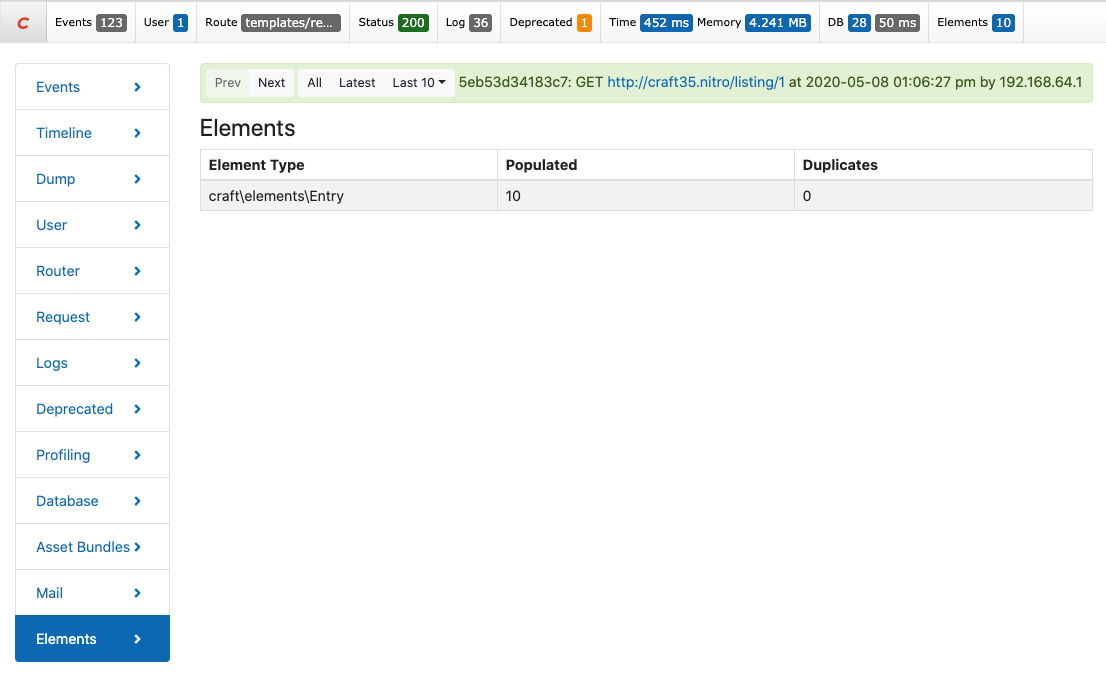 C Events 123 User 1 Route templates/re... Status 200 Log 36 Deprecated 1 Time 452 ms Memory 4.241 MB DB 28 50 ms Elements 10
Events
Timeline
Dump
User
Router
Request
Logs
Deprecated
Profiling
Database
Asset Bundles
Mail
Elements
Prev Next All Latest Last 10 5eb53d34183c7: GET http://craft35.nitro/listing/1 at 2020-05-08 01:06:27 pm by 192.168.64.1
Elements
Element Type Populated Duplicates
craft\elements\Entry 10 0